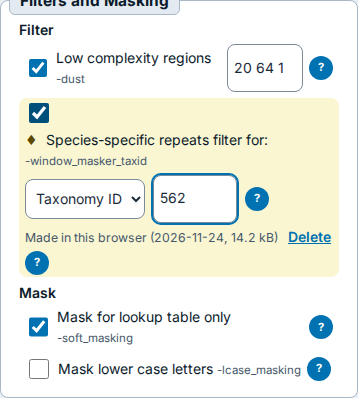 Filters and Masking
Filter
Low complexity regions
-dust
20 64 1
?
Species-specific repeats filter for:
-window_masker_taxid
Taxonomy ID
562
?
Made in this browser (2026-11-24, 14.2 kB) Delete
?
Mask
Mask for lookup table only
-soft_masking
?
Mask lower case letters -lcase_masking
?